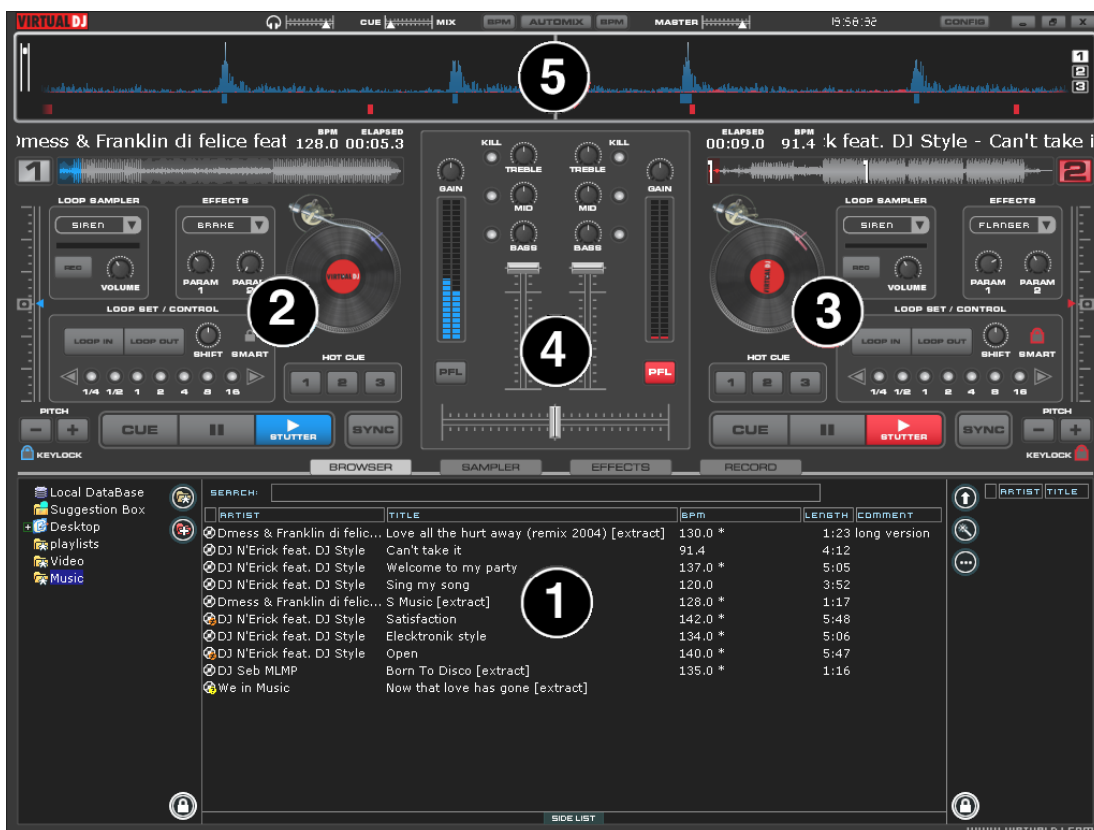 VIRTUAL DJ CUE MIX BPM AUTOMIX BPM MASTER 19:58:32 CONFIG
5
1
2
3
BPM ELAPSED ELAPSED BPM
Dmess & Franklin di felice feat 128.0 00:05.3 00:09.0 91.4 k feat. DJ Style - Can't take i
1 2
KILL TREBLE TREBLE KILL
GAIN MID MID GAIN
BASS BASS
LOOP SAMPLER EFFECTS
SIREN BRAKE
REC VOLUME PARAM 1 PARAM 2
VIRTUAL DJ
2
LOOP SET / CONTROL
LOOP IN LOOP OUT SHIFT SMART
1/4 1/2 1 2 4 8 16
HOT CUE
1 2 3
PITCH
- + CUE STUTTER SYNC
KEYLOCK
4
PFL PFL
LOOP SAMPLER EFFECTS
SIREN FLANGER
REC VOLUME PARAM 1 PARAM 2
3
LOOP SET / CONTROL
LOOP IN LOOP OUT SHIFT SMART
1/4 1/2 1 2 4 8 16
HOT CUE
1 2 3
PITCH
CUE STUTTER SYNC - +
KEYLOCK
BROWSER SAMPLER EFFECTS RECORD
Local DataBase
Suggestion Box
Desktop
playlists
Video
Music
SEARCH:
ARTIST TITLE BPM LENGTH COMMENT
Dmess & Franklin di felic... Love all the hurt away (remix 2004) [extract] 130.0 * 1:23 long version
DJ N'Erick feat. DJ Style Can't take it 91.4 4:12
DJ N'Erick feat. DJ Style Welcome to my party 137.0 * 5:05
DJ N'Erick feat. DJ Style Sing my song 120.0 3:52
Dmess & Franklin di felic... S Music [extract] 128.0 * 1:17
DJ N'Erick feat. DJ Style Satisfaction 142.0 * 5:48
DJ N'Erick feat. DJ Style Elecktronik style 134.0 * 5:06
DJ N'Erick feat. DJ Style Open 140.0 * 5:47
DJ Seb MLMP Born To Disco [extract] 135.0 * 1:16
We in Music Now that love has gone [extract]
1
ARTIST TITLE
SIDE LIST